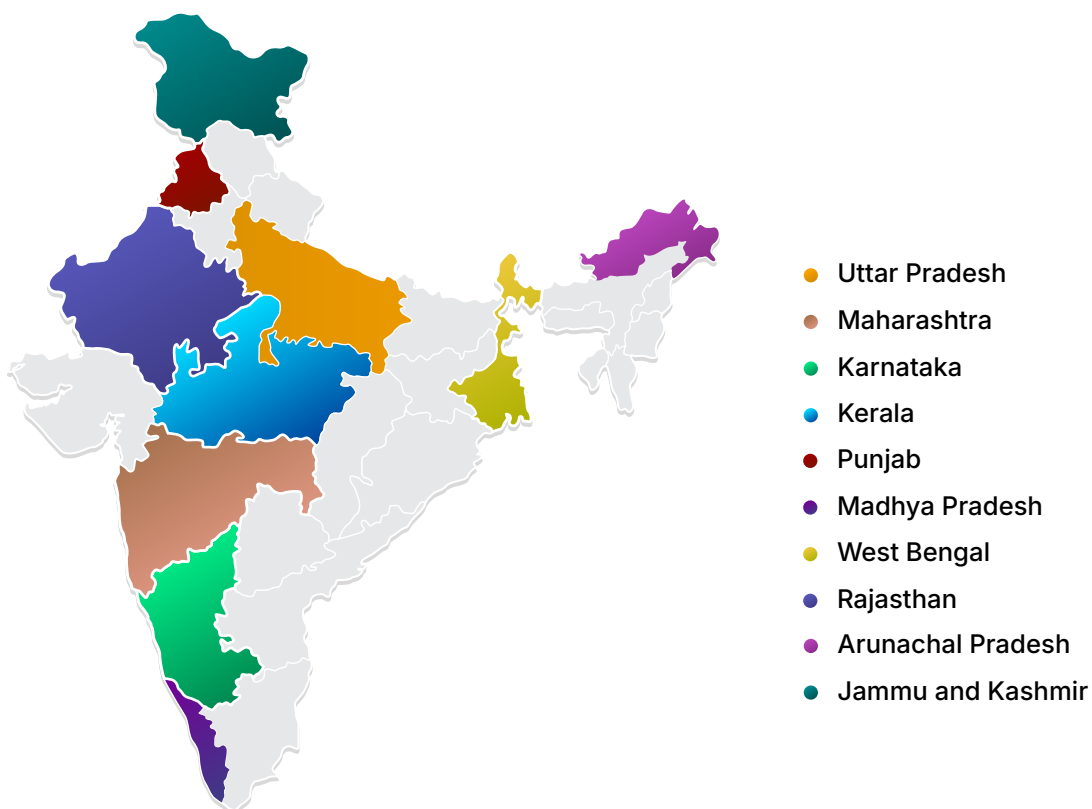 Uttar Pradesh
Maharashtra
Karnataka
Kerala
Punjab
Madhya Pradesh
West Bengal
Rajasthan
Arunachal Pradesh
Jammu and Kashmir